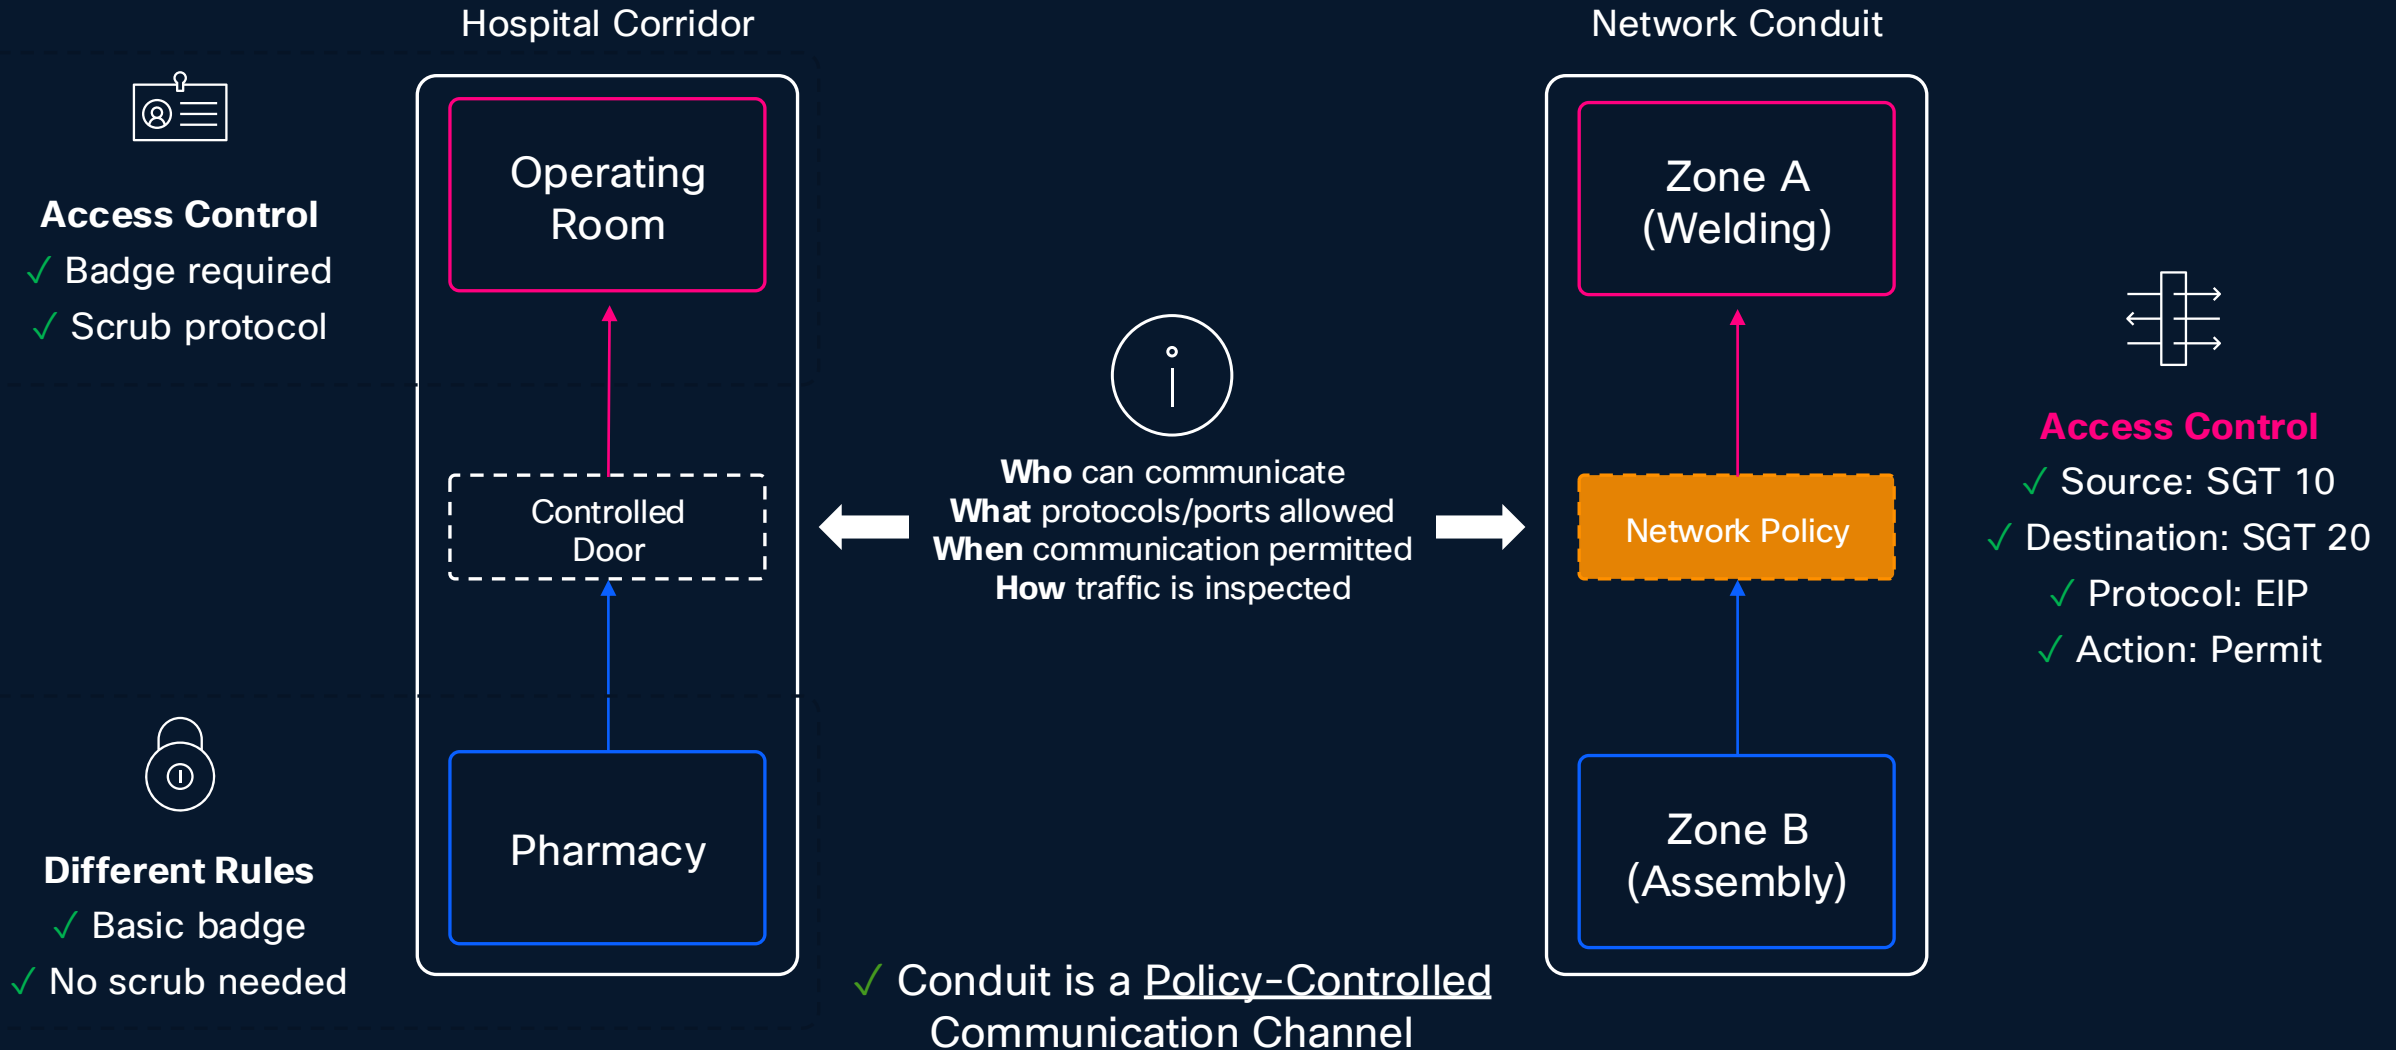 Hospital Corridor
Access Control
✓ Badge required
✓ Scrub protocol
Different Rules
✓ Basic badge
✓ No scrub needed
Operating
Room
Controlled
Door
Pharmacy
Who can communicate
What protocols/ports allowed
When communication permitted
How traffic is inspected
✓ Conduit is a Policy-Controlled
Communication Channel
Network Conduit
Zone A
(Welding)
Network Policy
Zone B
(Assembly)
Access Control
✓ Source: SGT 10
✓ Destination: SGT 20
✓ Protocol: EIP
✓ Action: Permit